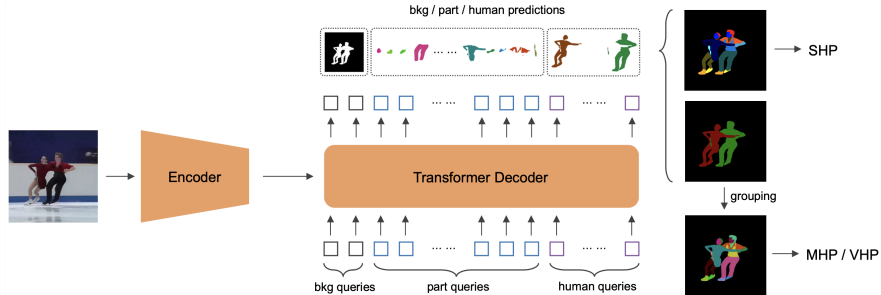 bkg / part / human predictions
SHP
Encoder
Transformer Decoder
grouping
MHP / VHP
bkg queries
part queries
human queries